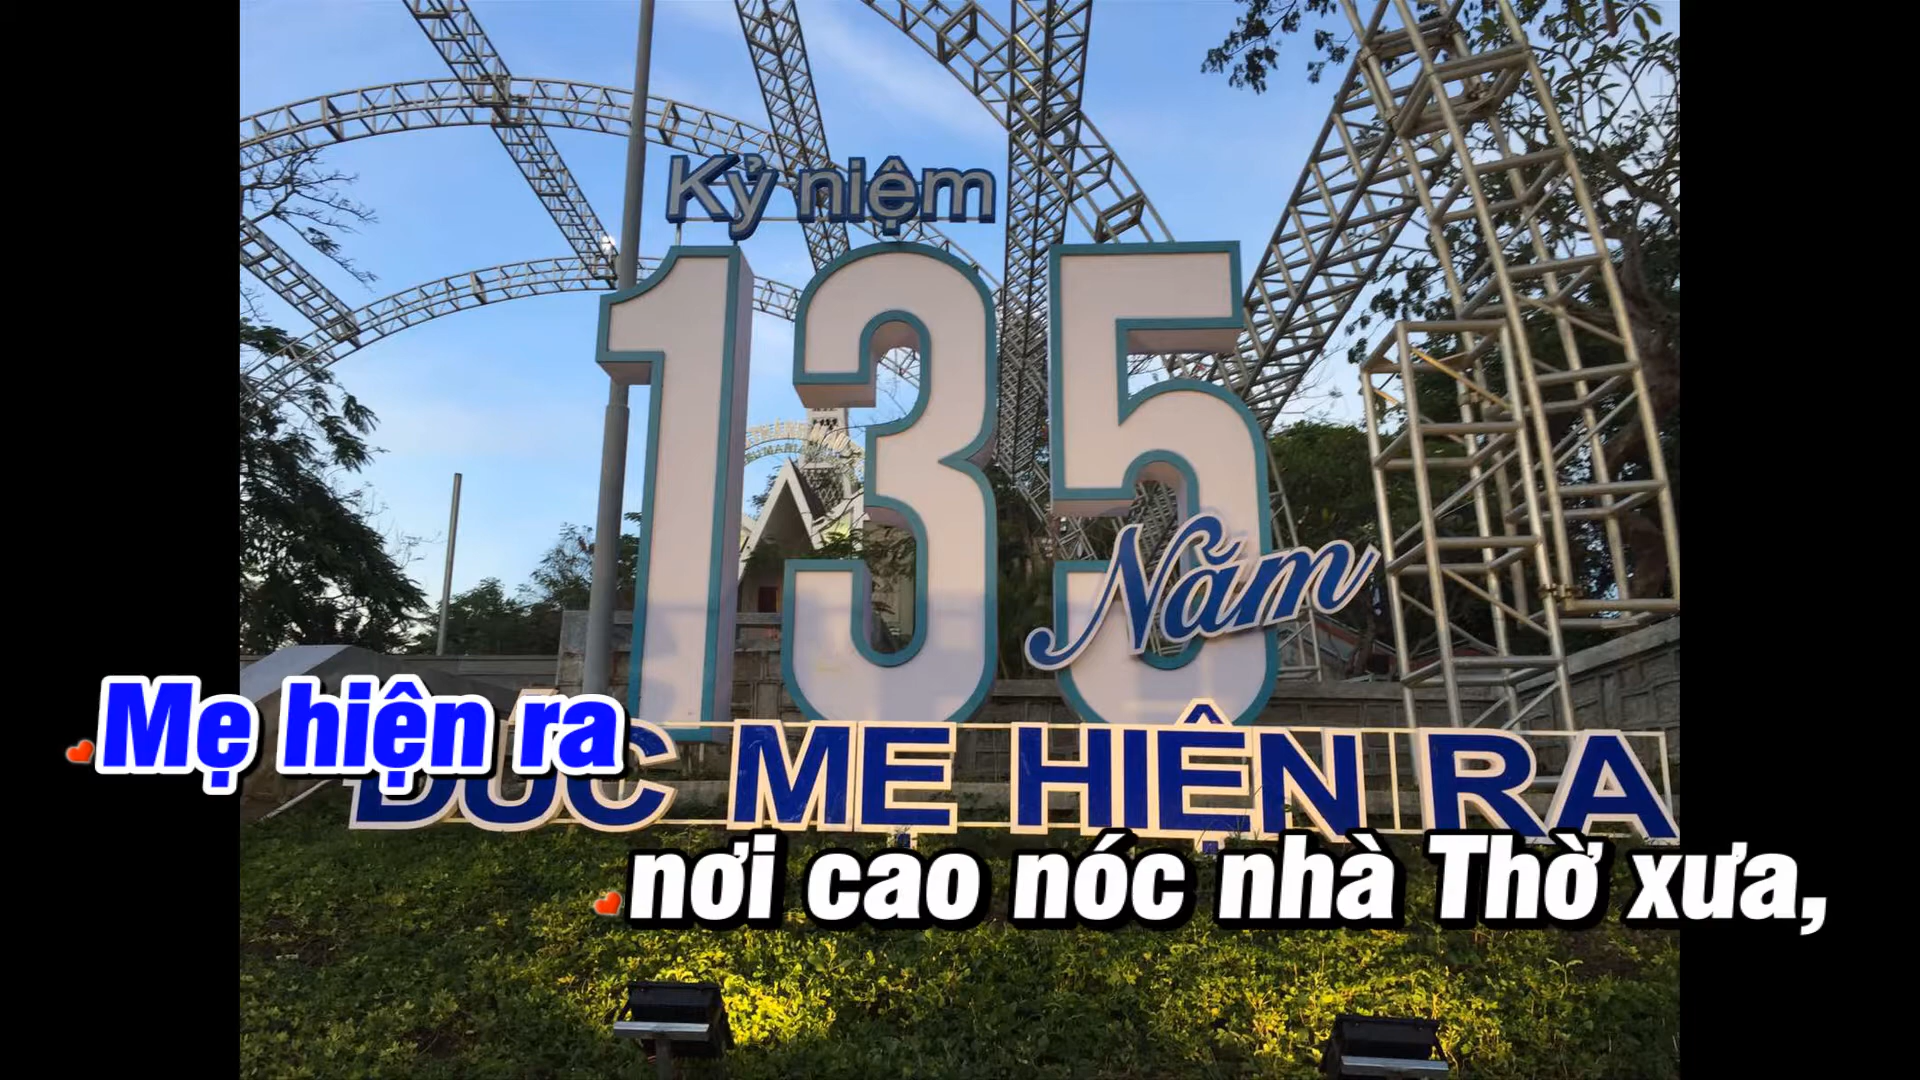 Kỷ niệm
135
Năm
ĐỨC MẸ HIỆN RA
Mẹ hiện ra
nơi cao nóc nhà Thờ xưa,